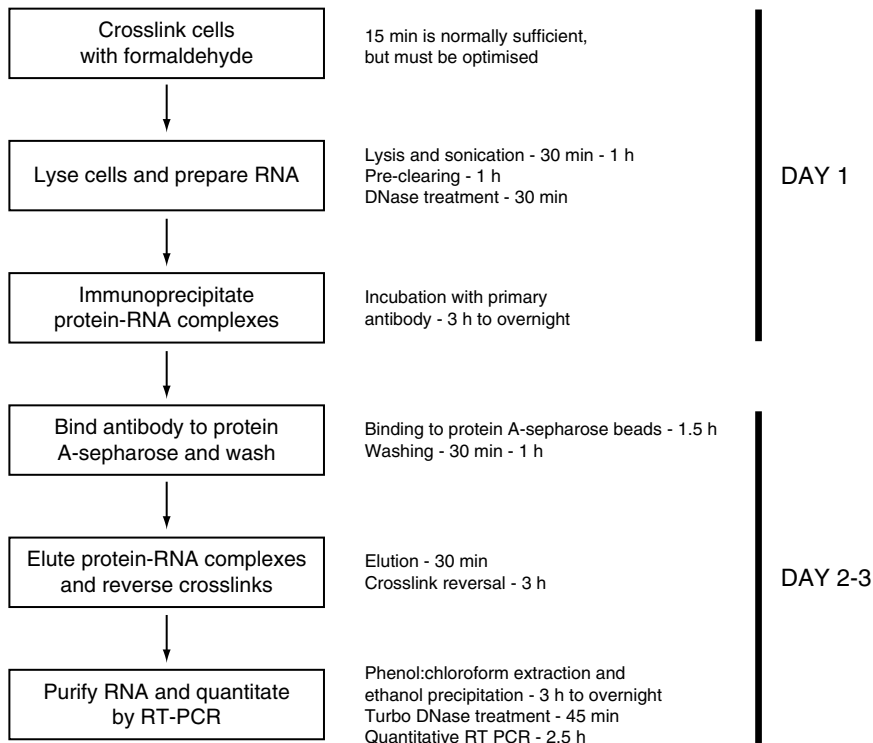 Crosslink cells
with formaldehyde
15 min is normally sufficient,
but must be optimised
Lyse cells and prepare RNA
Lysis and sonication - 30 min - 1 h
Pre-clearing - 1 h
DNase treatment - 30 min
DAY 1
Immunoprecipitate
protein-RNA complexes
Incubation with primary
antibody - 3 h to overnight
Bind antibody to protein
A-sepharose and wash
Binding to protein A-sepharose beads - 1.5 h
Washing - 30 min - 1 h
Elute protein-RNA complexes
and reverse crosslinks
Elution - 30 min
Crosslink reversal - 3 h
DAY 2-3
Purify RNA and quantitate
by RT-PCR
Phenol:chloroform extraction and
ethanol precipitation - 3 h to overnight
Turbo DNase treatment - 45 min
Quantitative RT PCR - 2.5 h